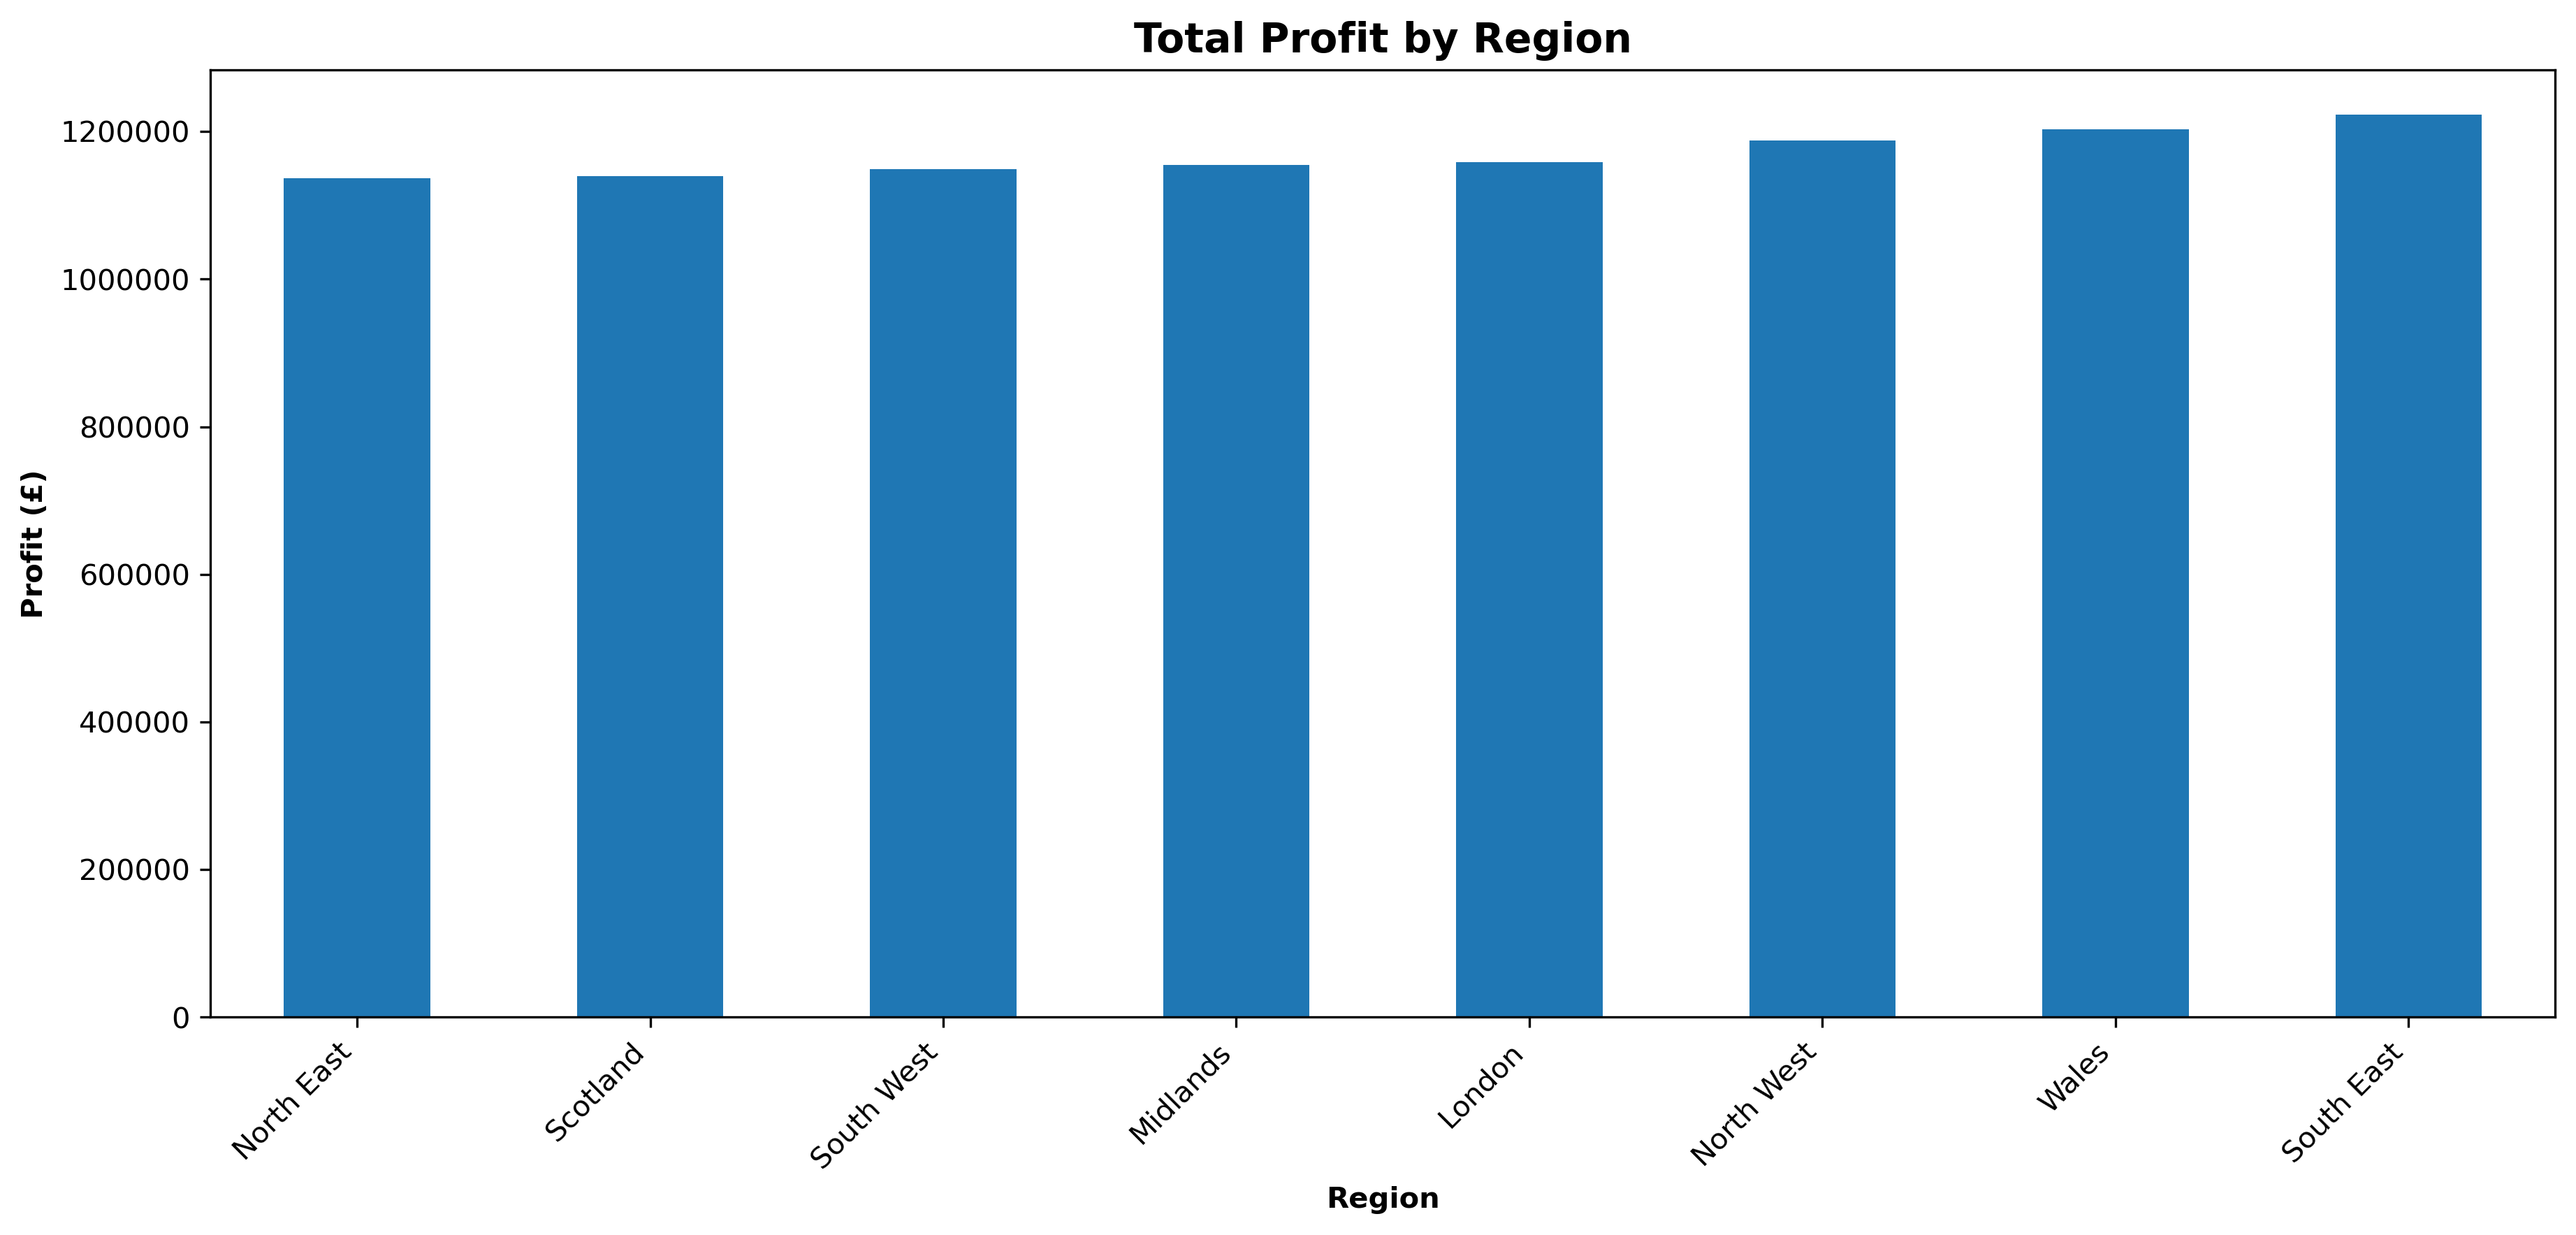 Total Profit by Region
Profit (£)
1200000
1000000
800000
600000
400000
200000
0
North East
Scotland
South West
Midlands
London
North West
Wales
South East
Region